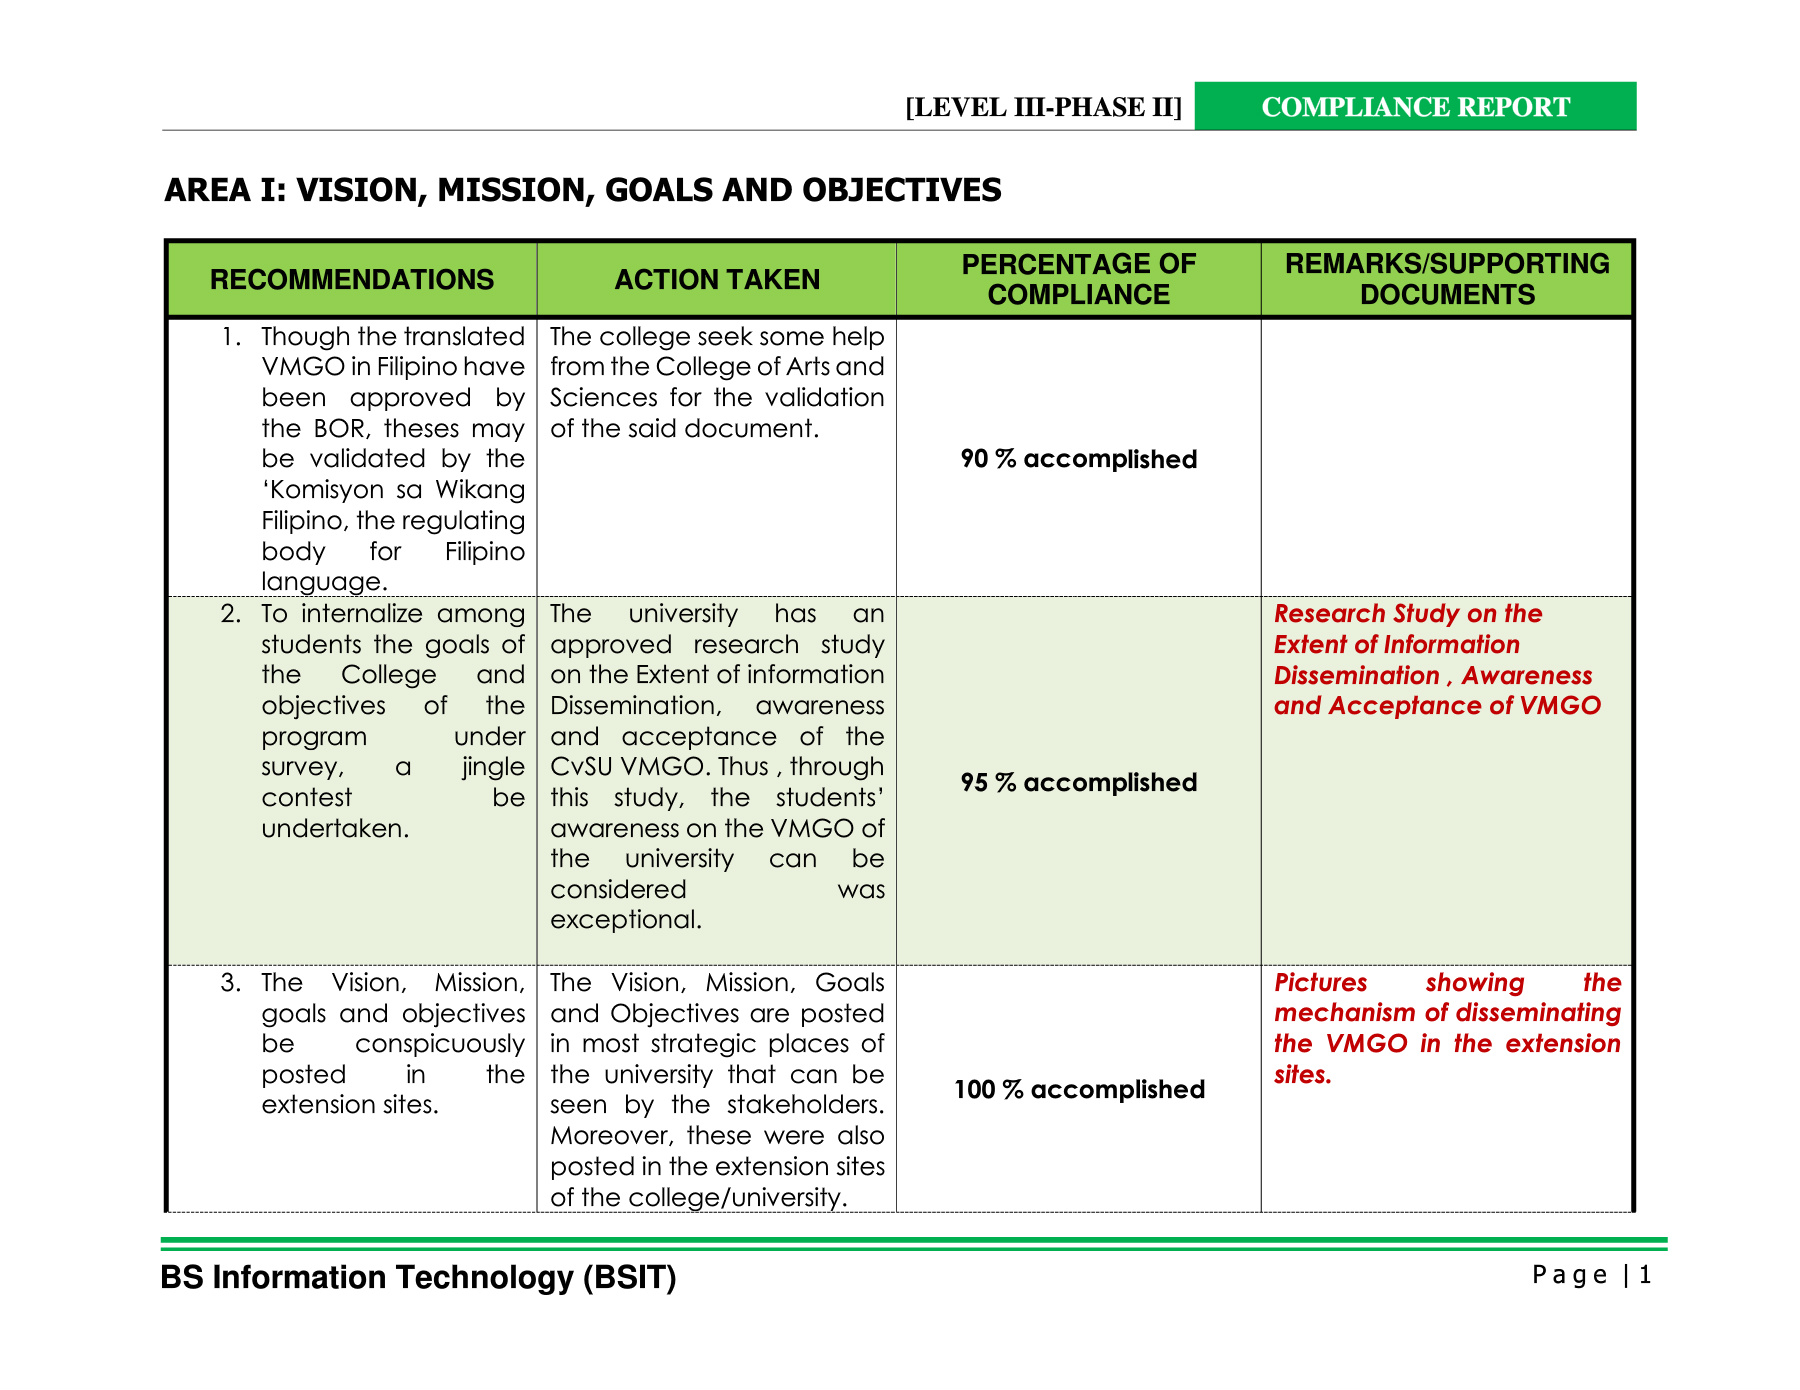 [LEVEL III-PHASE II] COMPLIANCE REPORT
AREA I: VISION, MISSION, GOALS AND OBJECTIVES
RECOMMENDATIONS
ACTION TAKEN
PERCENTAGE OF
COMPLIANCE
REMARKS/SUPPORTING
DOCUMENTS
1. Though the translated
VMGO in Filipino have
been approved by
the BOR, theses may
be validated by the
‘Komisyon sa Wikang
Filipino, the regulating
body for Filipino
language.
The college seek some help
from the College of Arts and
Sciences for the validation
of the said document.
90 % accomplished
2. To internalize among
students the goals of
the College and
objectives of the
program under
survey, a jingle
contest be
undertaken.
The university has an
approved research study
on the Extent of information
Dissemination, awareness
and acceptance of the
CvSU VMGO. Thus , through
this study, the students’
awareness on the VMGO of
the university can be
considered was
exceptional.
95 % accomplished
Research Study on the
Extent of Information
Dissemination , Awareness
and Acceptance of VMGO
3. The Vision, Mission,
goals and objectives
be conspicuously
posted in the
extension sites.
The Vision, Mission, Goals
and Objectives are posted
in most strategic places of
the university that can be
seen by the stakeholders.
Moreover, these were also
posted in the extension sites
of the college/university.
100 % accomplished
Pictures showing the
mechanism of disseminating
the VMGO in the extension
sites.
BS Information Technology (BSIT)
Page | 1